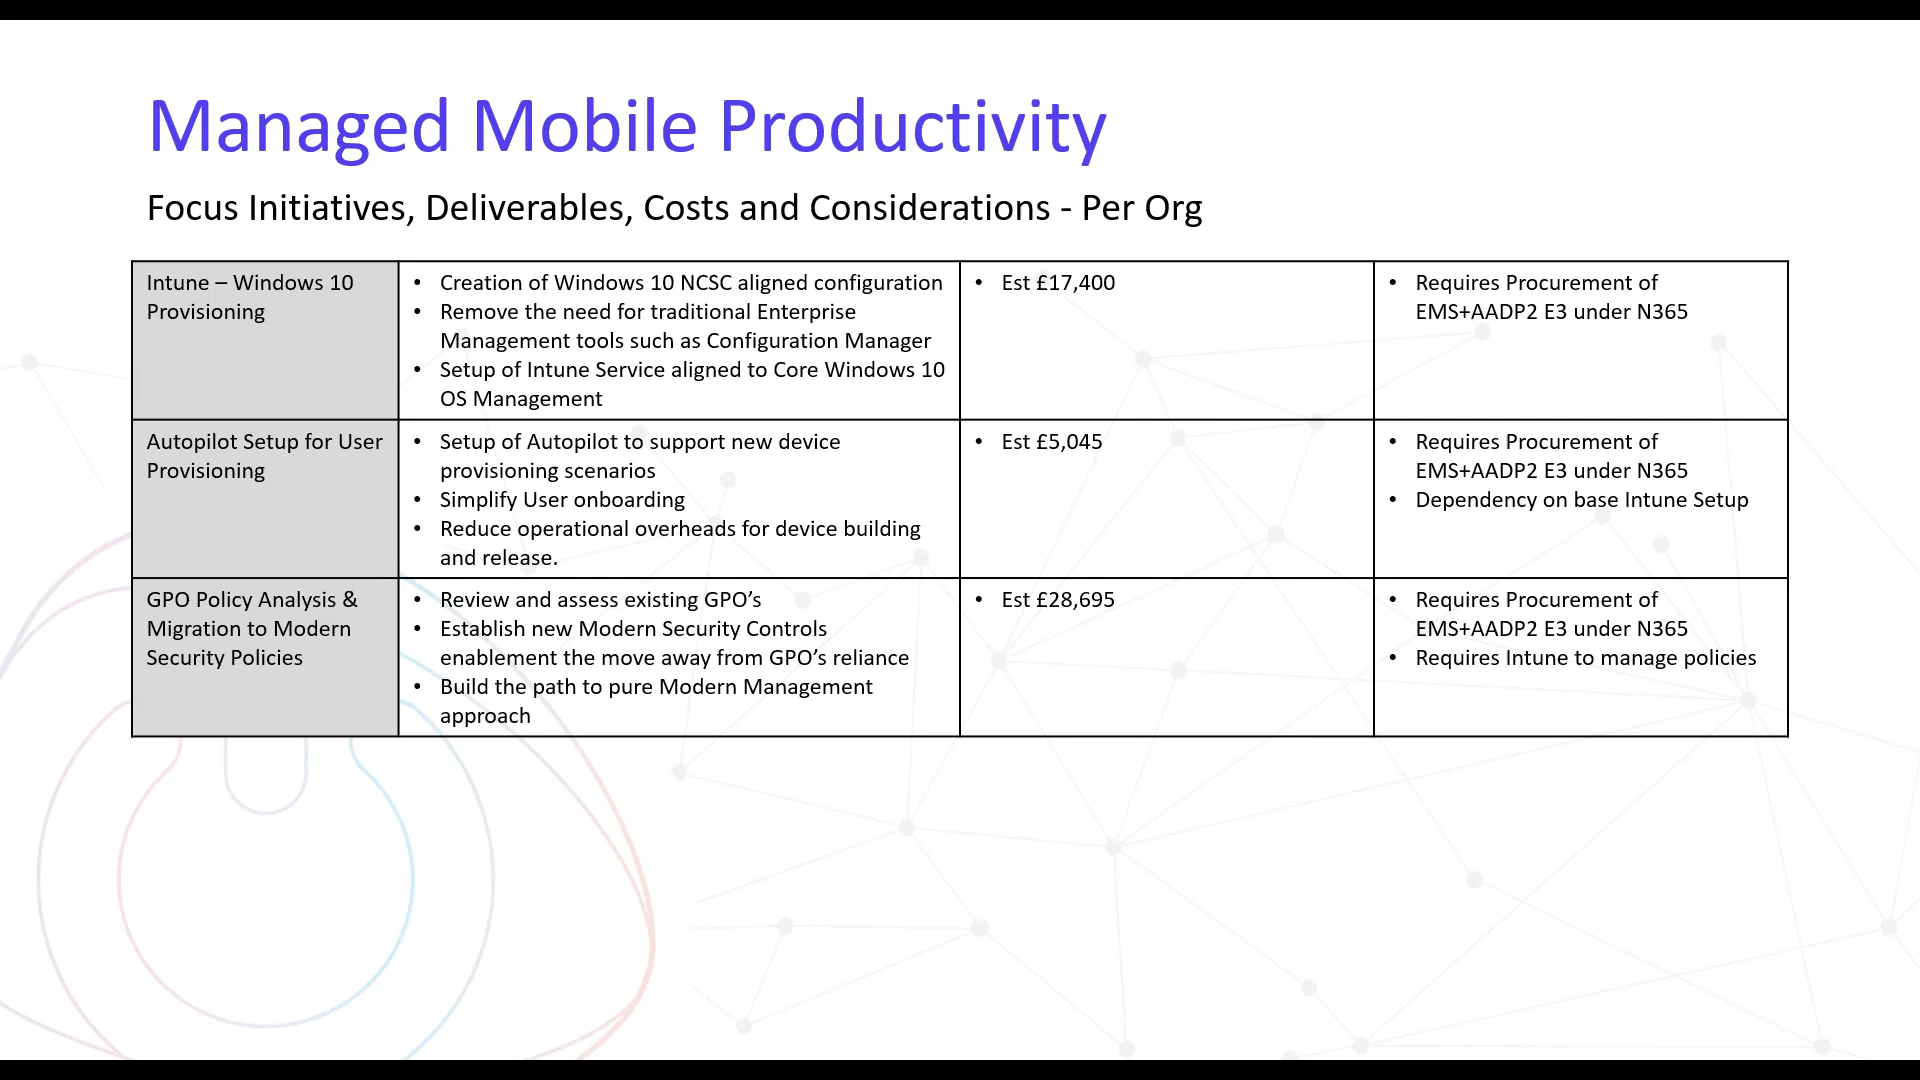 Managed Mobile Productivity
Focus Initiatives, Deliverables, Costs and Considerations - Per Org
Intune – Windows 10
Provisioning
• Creation of Windows 10 NCSC aligned configuration
• Remove the need for traditional Enterprise
Management tools such as Configuration Manager
• Setup of Intune Service aligned to Core Windows 10
OS Management
• Est £17,400
• Requires Procurement of
EMS+AADP2 E3 under N365
Autopilot Setup for User
Provisioning
• Setup of Autopilot to support new device
provisioning scenarios
• Simplify User onboarding
• Reduce operational overheads for device building
and release.
• Est £5,045
• Requires Procurement of
EMS+AADP2 E3 under N365
• Dependency on base Intune Setup
GPO Policy Analysis &
Migration to Modern
Security Policies
• Review and assess existing GPO’s
• Establish new Modern Security Controls
enablement the move away from GPO’s reliance
• Build the path to pure Modern Management
approach
• Est £28,695
• Requires Procurement of
EMS+AADP2 E3 under N365
• Requires Intune to manage policies